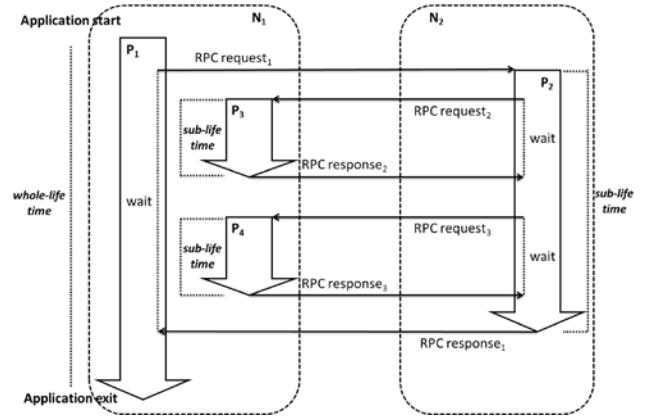 Application start
N1
N2
P1
RPC request1
P2
P3
RPC request2
sub-life
time
wait
RPC response2
whole-life
time
wait
sub-life
time
P4
RPC request3
sub-life
time
wait
RPC response3
RPC response1
Application exit